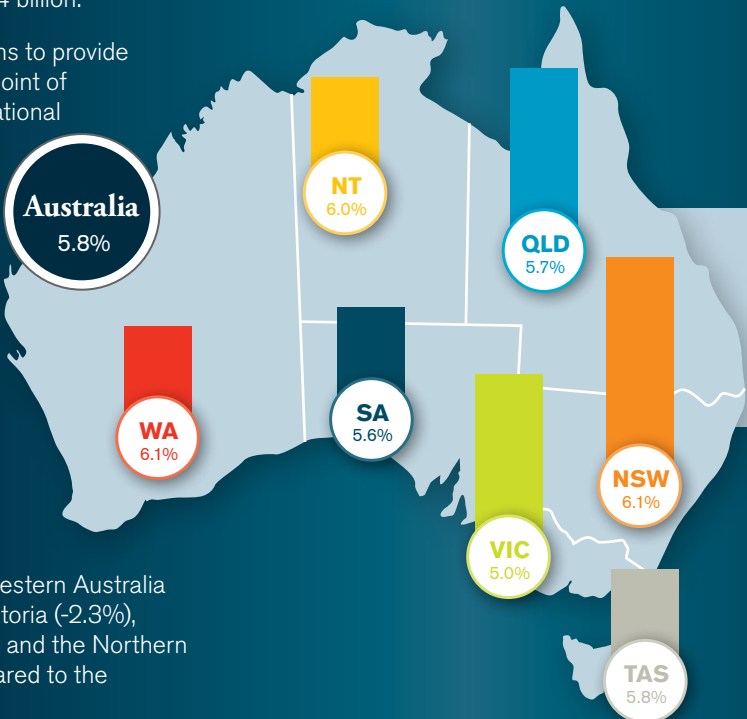 4 billion.
ns to provide
oint of
ational
Australia
5.8%
NT
6.0%
QLD
5.7%
WA
6.1%
SA
5.6%
NSW
6.1%
VIC
5.0%
TAS
5.8%
estern Australia
toria (-2.3%),
and the Northern
ared to the